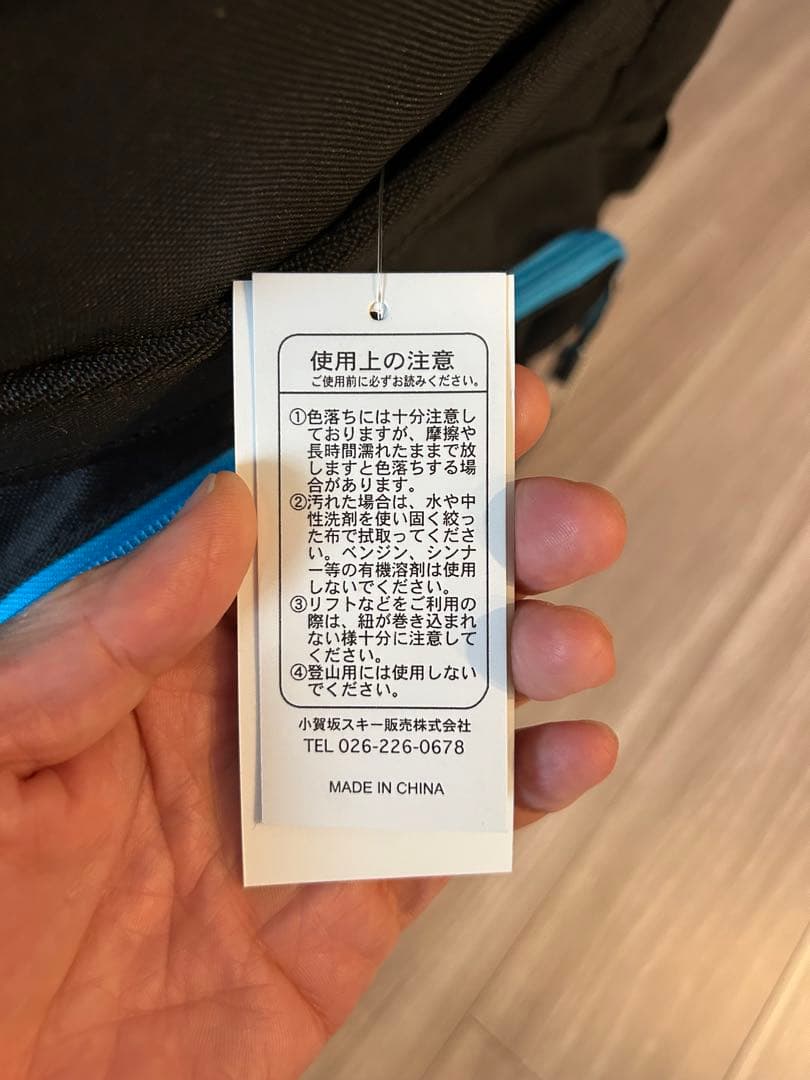 使用上の注意
ご使用前に必ずお読みください。
①色落ちには十分注意し
ておりますが、摩擦や
長時間濡れたままで放
しますと色落ちする場
合があります。
②汚れた場合は、水や中
性洗剤を使い固く絞っ
た布で拭取ってくださ
い。ベンジン、シンナ
ー等の有機溶剤は使用
しないでください。
③リフトなどをご利用の
際は、紐が巻き込まれ
ない様十分に注意して
ください。
④登山用には使用しない
でください。
小賀坂スキー販売株式会社
TEL 026-226-0678
MADE IN CHINA